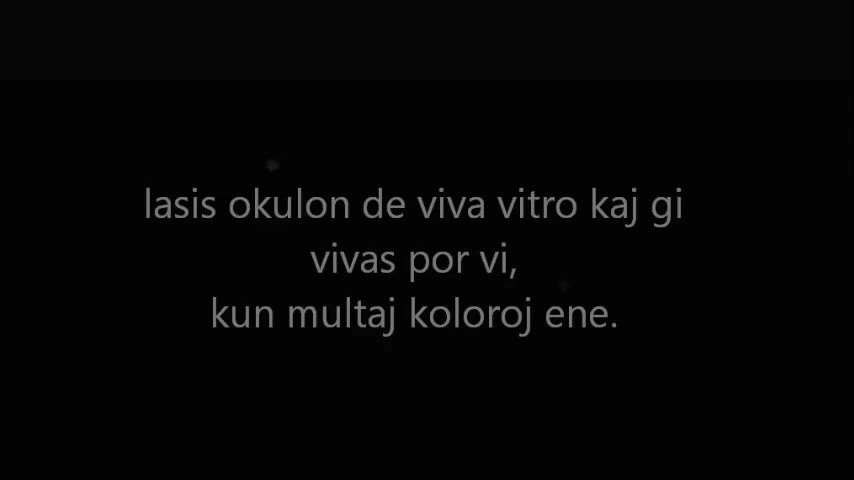 lasis okulon de viva vitro kaj gi
vivas por vi,
kun multaj koloroj ene.